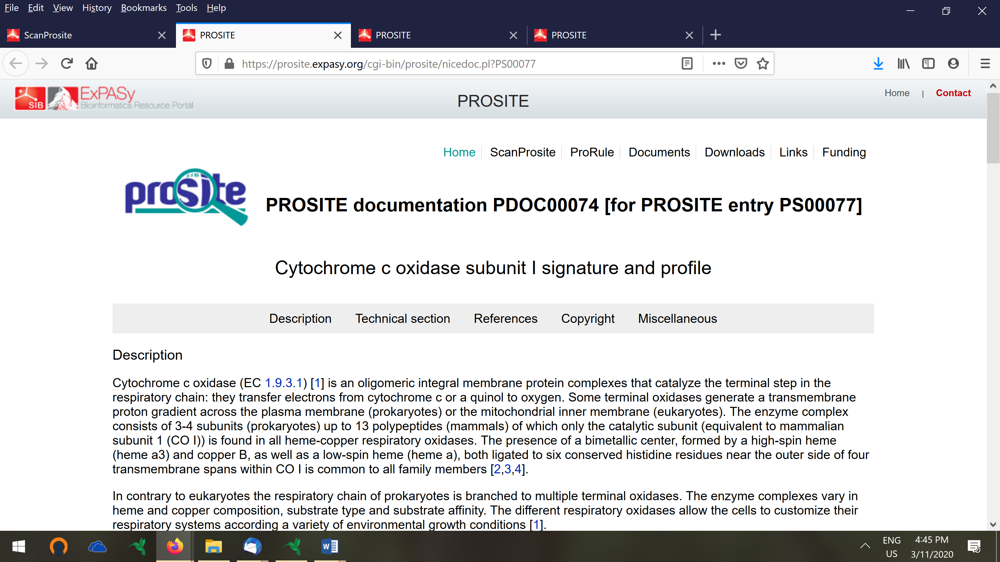 File Edit View History Bookmarks Tools Help
ScanProsite PROSITE PROSITE PROSITE
https://prosite.expasy.org/cgi-bin/prosite/nicedoc.pl?PS00077
SIB ExPASy
Bioinformatics Resource Portal
PROSITE
Home | Contact
Home ScanProsite ProRule Documents Downloads Links Funding
SIB
prosite
PROSITE documentation PDOC00074 [for PROSITE entry PS00077]
Cytochrome c oxidase subunit I signature and profile
Description Technical section References Copyright Miscellaneous
Description
Cytochrome c oxidase (EC 1.9.3.1) [1] is an oligomeric integral membrane protein complexes that catalyze the terminal step in the
respiratory chain: they transfer electrons from cytochrome c or a quinol to oxygen. Some terminal oxidases generate a transmembrane
proton gradient across the plasma membrane (prokaryotes) or the mitochondrial inner membrane (eukaryotes). The enzyme complex
consists of 3-4 subunits (prokaryotes) up to 13 polypeptides (mammals) of which only the catalytic subunit (equivalent to mammalian
subunit 1 (CO I)) is found in all heme-copper respiratory oxidases. The presence of a bimetallic center, formed by a high-spin heme
(heme a3) and copper B, as well as a low-spin heme (heme a), both ligated to six conserved histidine residues near the outer side of four
transmembrane spans within CO I is common to all family members [2,3,4].
In contrary to eukaryotes the respiratory chain of prokaryotes is branched to multiple terminal oxidases. The enzyme complexes vary in
heme and copper composition, substrate type and substrate affinity. The different respiratory oxidases allow the cells to customize their
respiratory systems according a variety of environmental growth conditions [1].
W
ENG
US
4:45 PM
3/11/2020